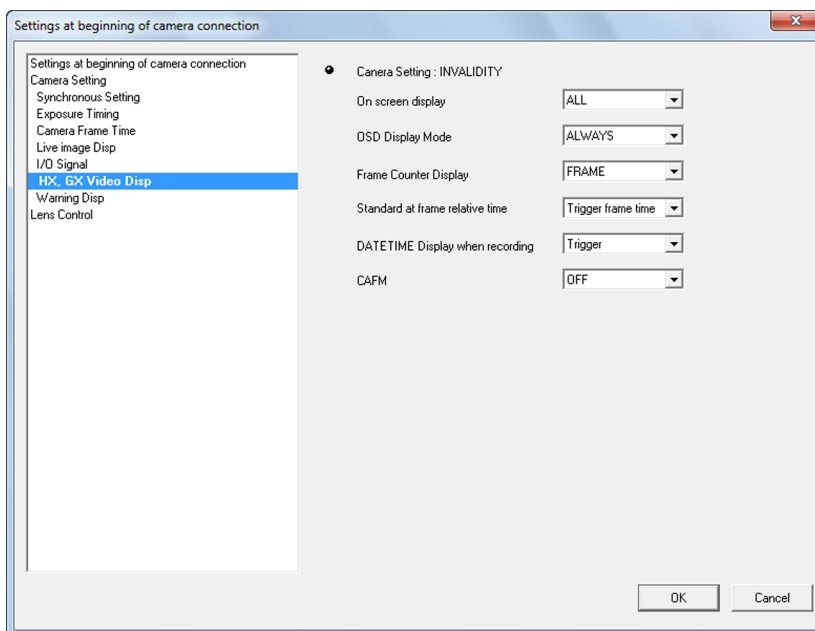 Settings at beginning of camera connection
Settings at beginning of camera connection
Camera Setting
Synchronous Setting
Exposure Timing
Camera Frame Time
Live image Disp
I/O Signal
HX, GX Video Disp
Warning Disp
Lens Control
Canera Setting : INVALIDITY
On screen display ALL
OSD Display Mode ALWAYS
Frame Counter Display FRAME
Standard at frame relative time Trigger frame time
DATETIME Display when recording Trigger
CAFM OFF
OK Cancel